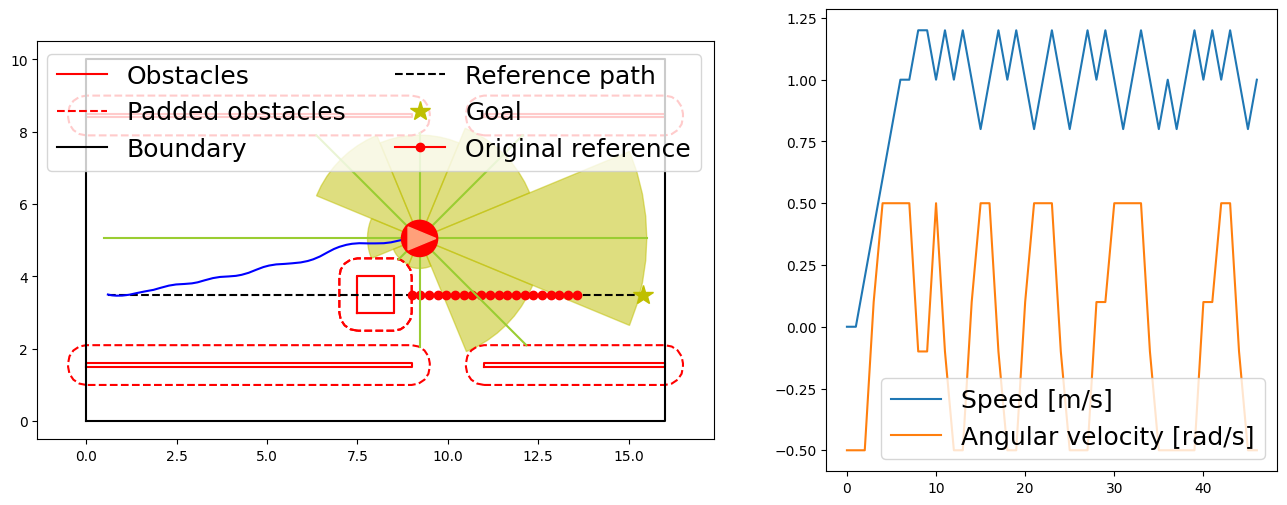 10
8
6
4
2
0
0.0 2.5 5.0 7.5 10.0 12.5 15.0
Obstacles
Padded obstacles
Boundary
Reference path
Goal
Original reference
1.25
1.00
0.75
0.50
0.25
0.00
−0.25
−0.50
0 10 20 30 40
Speed [m/s]
Angular velocity [rad/s]